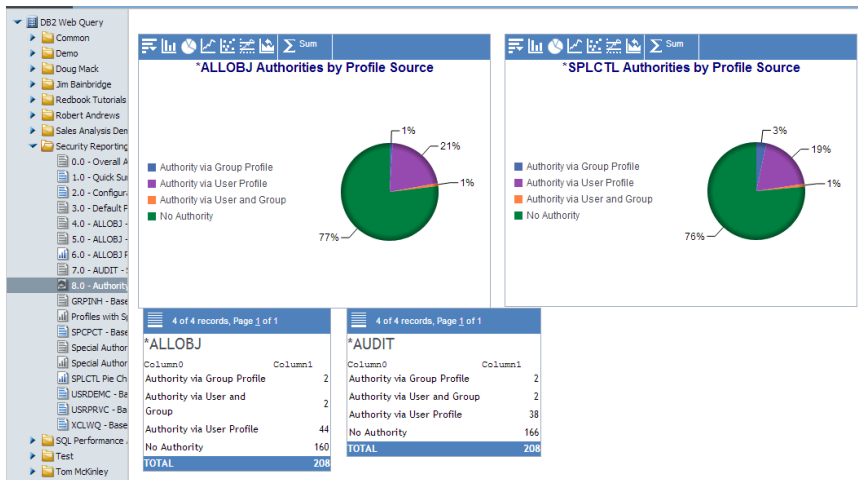 DB2 Web Query
Common
Demo
Doug Mack
Jim Bainbridge
Redbook Tutorials
Robert Andrews
Sales Analysis Den
Security Reporting
0.0 - Overall A
1.0 - Quick Sur
2.0 - Configura
3.0 - Default P
4.0 - ALLOBJ -
5.0 - ALLOBJ -
6.0 - ALLOBJ P
7.0 - AUDIT - S
8.0 - Authority
GRPINH - Base
Profiles with Sp
SPCPCT - Base
Special Author
Special Author
SPLCTL Pie Ch
USRDEMC - Ba
USRPRVC - Ba
XCLWQ - Base
SQL Performance
Test
Tom McKinley
Sum
*ALLOBJ Authorities by Profile Source
Authority via Group Profile
Authority via User Profile
Authority via User and Group
No Authority
1%
21%
1%
77%
Sum
*SPLCTL Authorities by Profile Source
Authority via Group Profile
Authority via User Profile
Authority via User and Group
No Authority
3%
19%
1%
76%
4 of 4 records, Page 1 of 1
*ALLOBJ
Column0 Column1
Authority via Group Profile 2
Authority via User and
Group 2
Authority via User Profile 44
No Authority 160
TOTAL 208
4 of 4 records, Page 1 of 1
*AUDIT
Column0 Column1
Authority via Group Profile 2
Authority via User and Group 2
Authority via User Profile 38
No Authority 166
TOTAL 208